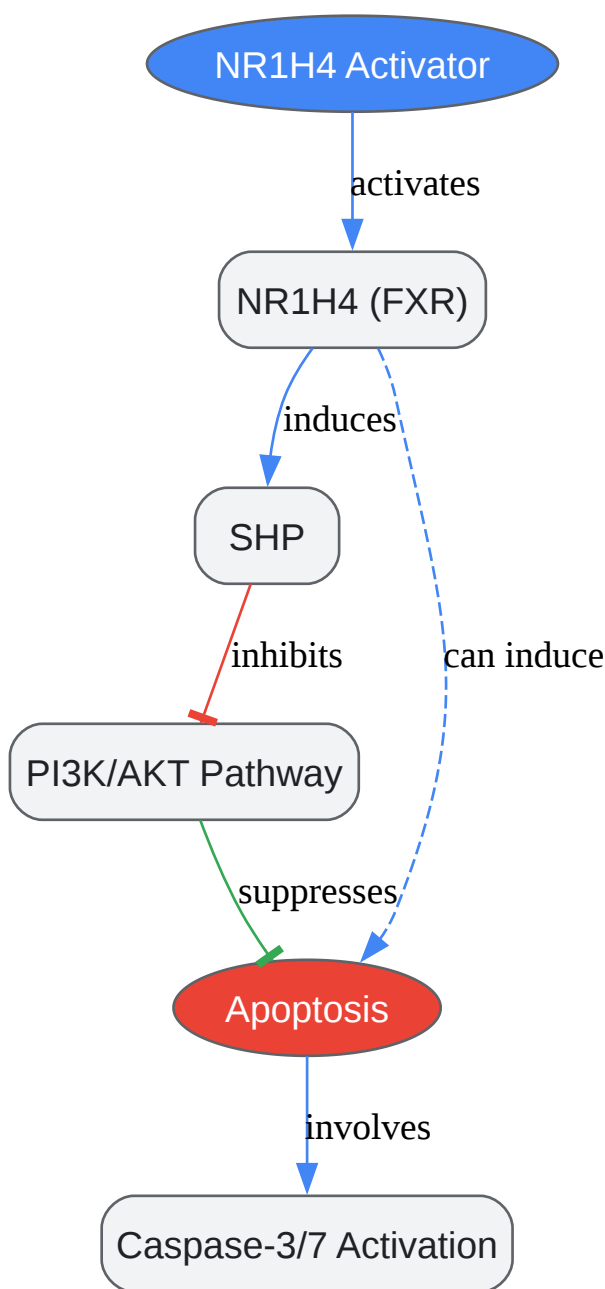 NR1H4 Activator
activates
NR1H4 (FXR)
induces
SHP
inhibits
can induce
PI3K/AKT Pathway
suppresses
Apoptosis
involves
Caspase-3/7 Activation